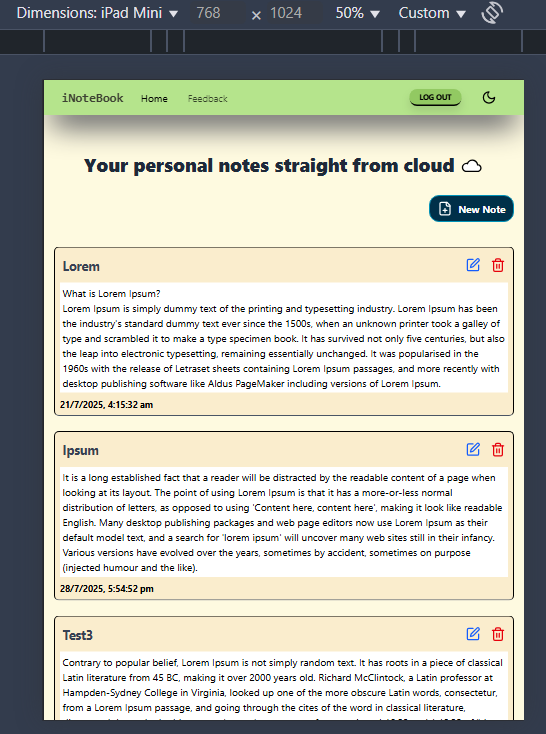 Dimensions: iPad Mini ▼ 768 × 1024 50% ▼ Custom ▼
iNoteBook Home Feedback LOG OUT
Your personal notes straight from cloud
New Note
Lorem
What is Lorem Ipsum?
Lorem Ipsum is simply dummy text of the printing and typesetting industry. Lorem Ipsum has been
the industry's standard dummy text ever since the 1500s, when an unknown printer took a galley of
type and scrambled it to make a type specimen book. It has survived not only five centuries, but also
the leap into electronic typesetting, remaining essentially unchanged. It was popularised in the
1960s with the release of Letraset sheets containing Lorem Ipsum passages, and more recently with
desktop publishing software like Aldus PageMaker including versions of Lorem Ipsum.
21/7/2025, 4:15:32 am
Ipsum
It is a long established fact that a reader will be distracted by the readable content of a page when
looking at its layout. The point of using Lorem Ipsum is that it has a more-or-less normal
distribution of letters, as opposed to using 'Content here, content here', making it look like readable
English. Many desktop publishing packages and web page editors now use Lorem Ipsum as their
default model text, and a search for 'lorem ipsum' will uncover many web sites still in their infancy.
Various versions have evolved over the years, sometimes by accident, sometimes on purpose
(injected humour and the like).
28/7/2025, 5:54:52 pm
Test3
Contrary to popular belief, Lorem Ipsum is not simply random text. It has roots in a piece of classical
Latin literature from 45 BC, making it over 2000 years old. Richard McClintock, a Latin professor at
Hampden-Sydney College in Virginia, looked up one of the more obscure Latin words, consectetur,
from a Lorem Ipsum passage, and going through the cites of the word in classical literature,